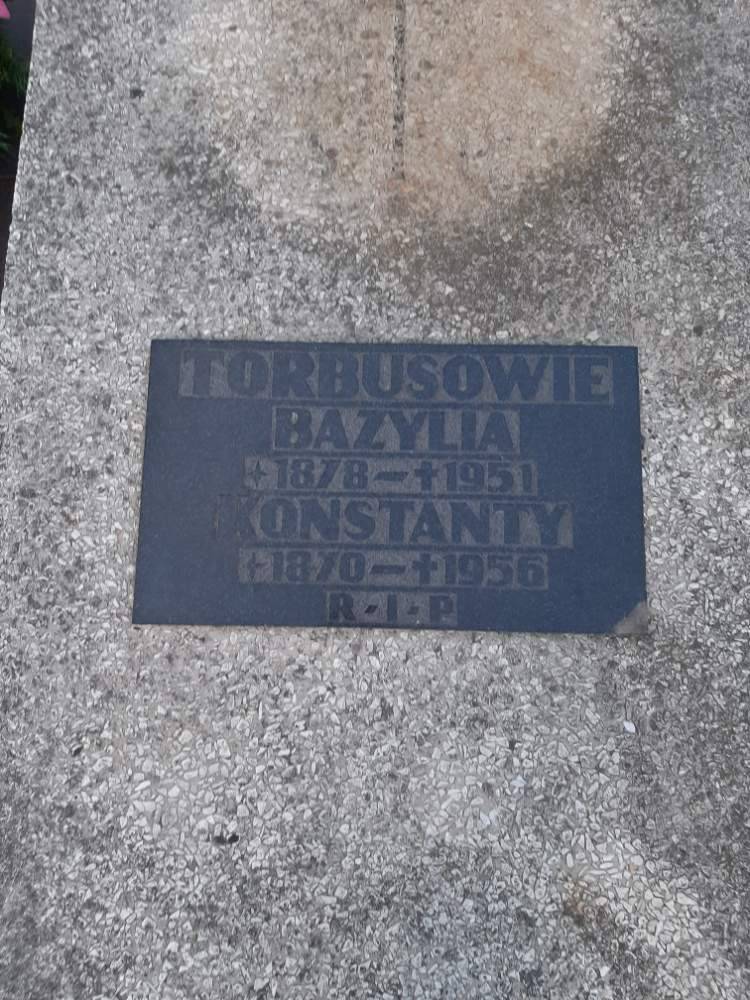 TORBUSOWIE
BAZYLIA
+1878-†1951
KONSTANTY
+1870-†1956
R-I-P